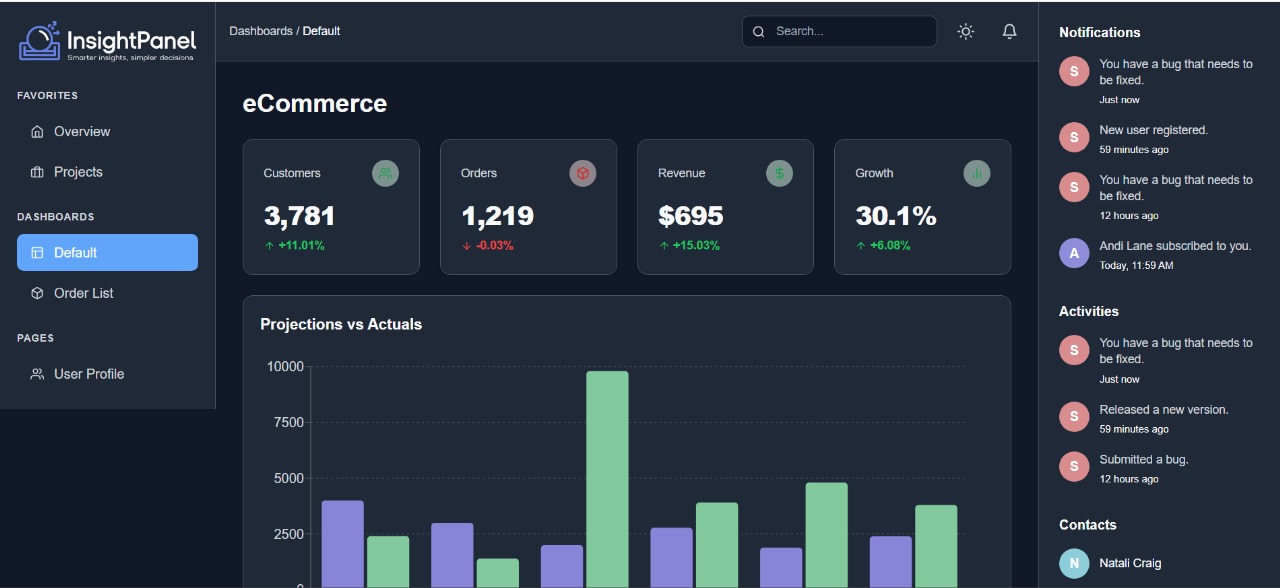 InsightPanel
Smarter insights, simpler decisions
FAVORITES
Overview
Projects
DASHBOARDS
Default
Order List
PAGES
User Profile
Dashboards / Default
Search...
eCommerce
Customers
3,781
↑ +11.01%
Orders
1,219
↓ -0.03%
Revenue
$
$695
↑ +15.03%
Growth
30.1%
↑ +6.08%
Projections vs Actuals
10000
7500
5000
2500
0
Notifications
S
You have a bug that needs to
be fixed.
Just now
S
New user registered.
59 minutes ago
S
You have a bug that needs to
be fixed.
12 hours ago
A
Andi Lane subscribed to you.
Today, 11:59 AM
Activities
S
You have a bug that needs to
be fixed.
Just now
S
Released a new version.
59 minutes ago
S
Submitted a bug.
12 hours ago
Contacts
N
Natali Craig